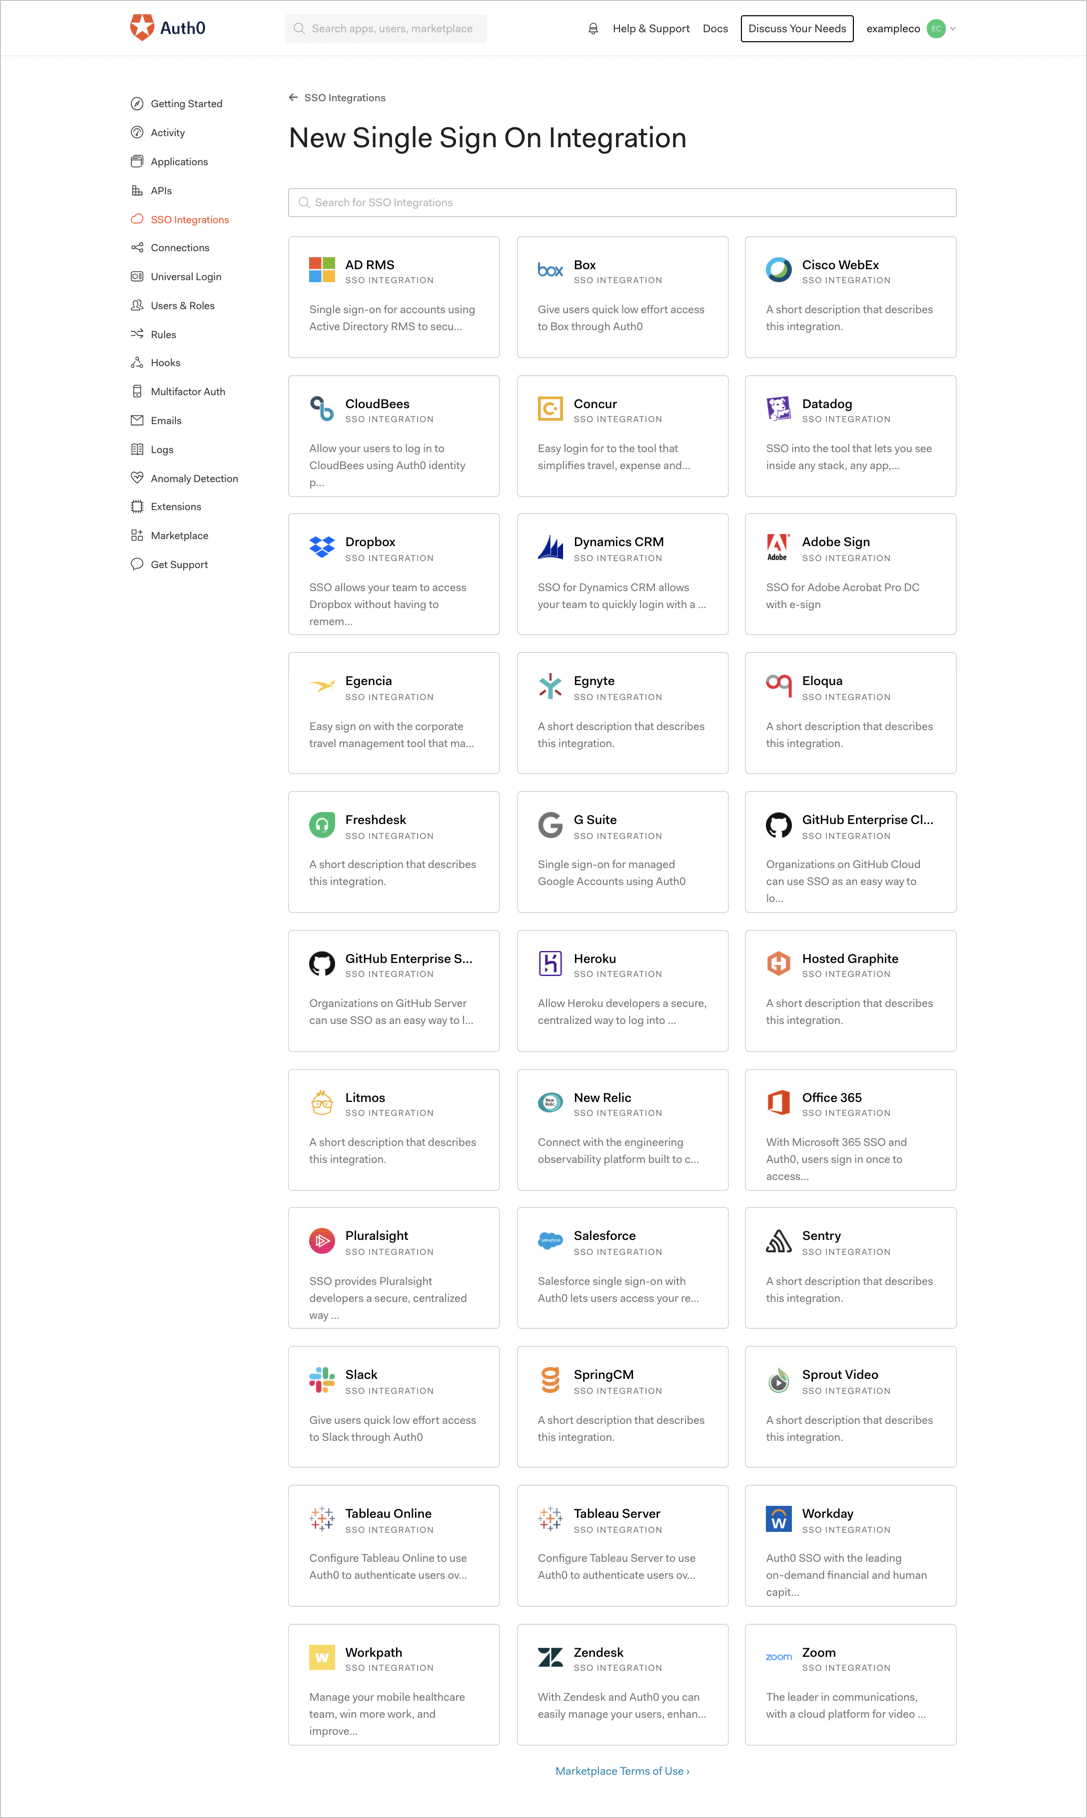 Auth0
Search apps, users, marketplace
Help & Support
Docs
Discuss Your Needs
exampleco
EC
Getting Started
Activity
Applications
APIs
SSO Integrations
Connections
Universal Login
Users & Roles
Rules
Hooks
Multifactor Auth
Emails
Logs
Anomaly Detection
Extensions
Marketplace
Get Support
← SSO Integrations
New Single Sign On Integration
Search for SSO Integrations
AD RMS
SSO INTEGRATION
Single sign-on for accounts using
Active Directory RMS to secu...
box
Box
SSO INTEGRATION
Give users quick low effort access
to Box through Auth0
Cisco WebEx
SSO INTEGRATION
A short description that describes
this integration.
CloudBees
SSO INTEGRATION
Allow your users to log in to
CloudBees using Auth0 identity
p...
Concur
SSO INTEGRATION
Easy login for to the tool that
simplifies travel, expense and...
Datadog
SSO INTEGRATION
SSO into the tool that lets you see
inside any stack, any app,...
Dropbox
SSO INTEGRATION
SSO allows your team to access
Dropbox without having to
remem...
Dynamics CRM
SSO INTEGRATION
SSO for Dynamics CRM allows
your team to quickly login with a ...
Adobe
Adobe Sign
SSO INTEGRATION
SSO for Adobe Acrobat Pro DC
with e-sign
Egencia
SSO INTEGRATION
Easy sign on with the corporate
travel management tool that ma...
Egnyte
SSO INTEGRATION
A short description that describes
this integration.
Eloqua
SSO INTEGRATION
A short description that describes
this integration.
Freshdesk
SSO INTEGRATION
A short description that describes
this integration.
G Suite
SSO INTEGRATION
Single sign-on for managed
Google Accounts using Auth0
GitHub Enterprise Cl...
SSO INTEGRATION
Organizations on GitHub Cloud
can use SSO as an easy way to
lo...
GitHub Enterprise S...
SSO INTEGRATION
Organizations on GitHub Server
can use SSO as an easy way to l...
Heroku
SSO INTEGRATION
Allow Heroku developers a secure,
centralized way to log into ...
Hosted Graphite
SSO INTEGRATION
A short description that describes
this integration.
Litmos
SSO INTEGRATION
A short description that describes
this integration.
New Relic
New Relic
SSO INTEGRATION
Connect with the engineering
observability platform built to c...
Office 365
SSO INTEGRATION
With Microsoft 365 SSO and
Auth0, users sign in once to
access...
Pluralsight
SSO INTEGRATION
SSO provides Pluralsight
developers a secure, centralized
way ...
salesforce
Salesforce
SSO INTEGRATION
Salesforce single sign-on with
Auth0 lets users access your re...
Sentry
SSO INTEGRATION
A short description that describes
this integration.
Slack
SSO INTEGRATION
Give users quick low effort access
to Slack through Auth0
SpringCM
SSO INTEGRATION
A short description that describes
this integration.
Sprout Video
SSO INTEGRATION
A short description that describes
this integration.
Tableau Online
SSO INTEGRATION
Configure Tableau Online to use
Auth0 to authenticate users ov...
Tableau Server
SSO INTEGRATION
Configure Tableau Server to use
Auth0 to authenticate users ov...
W
Workday
SSO INTEGRATION
Auth0 SSO with the leading
on-demand financial and human
capit...
w
Workpath
SSO INTEGRATION
Manage your mobile healthcare
team, win more work, and
improve...
Zendesk
SSO INTEGRATION
With Zendesk and Auth0 you can
easily manage your users, enhan...
zoom
Zoom
SSO INTEGRATION
The leader in communications,
with a cloud platform for video ...
Marketplace Terms of Use ›